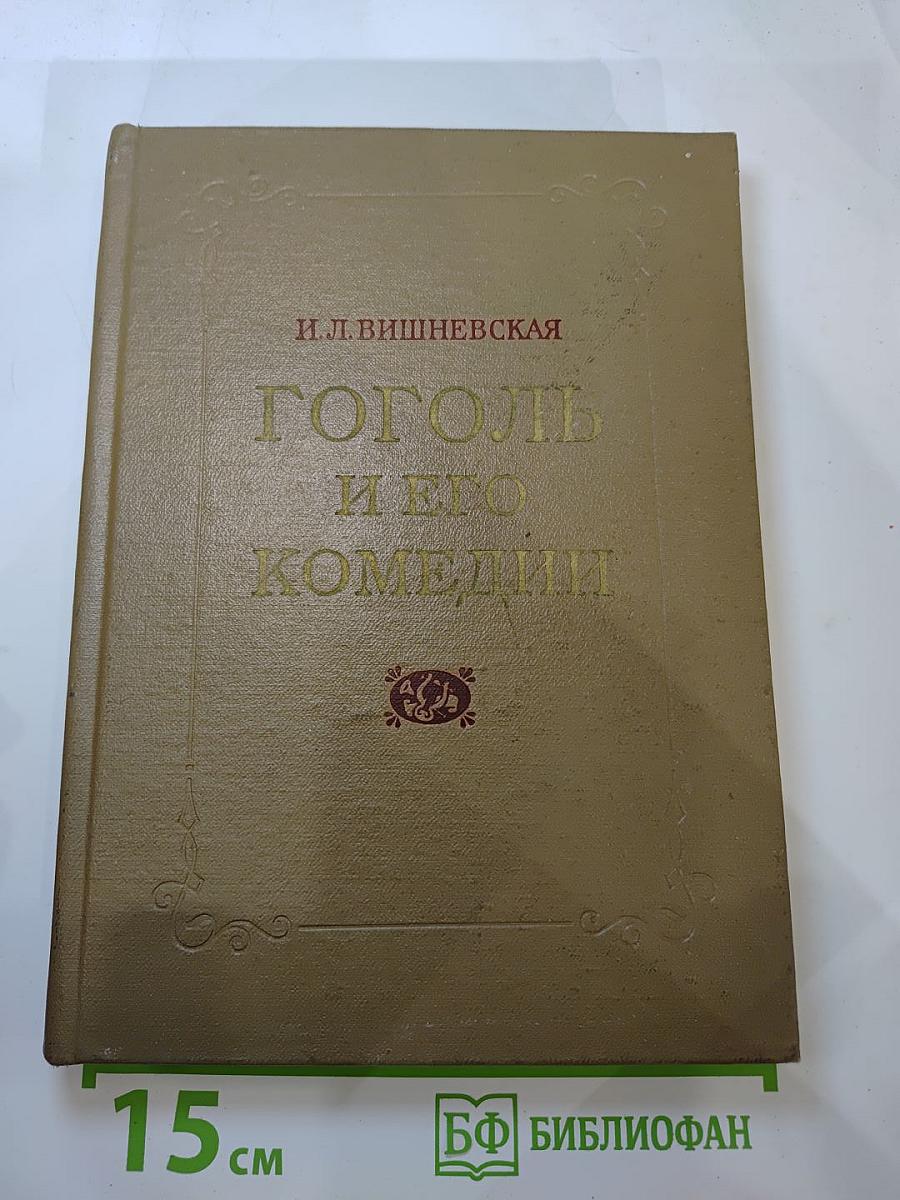 И. Л. ВИШНЕВСКАЯ
ГОГОЛЬ
И ЕГО
КОМЕДИИ
15 см
БФ БИБЛИОФАН